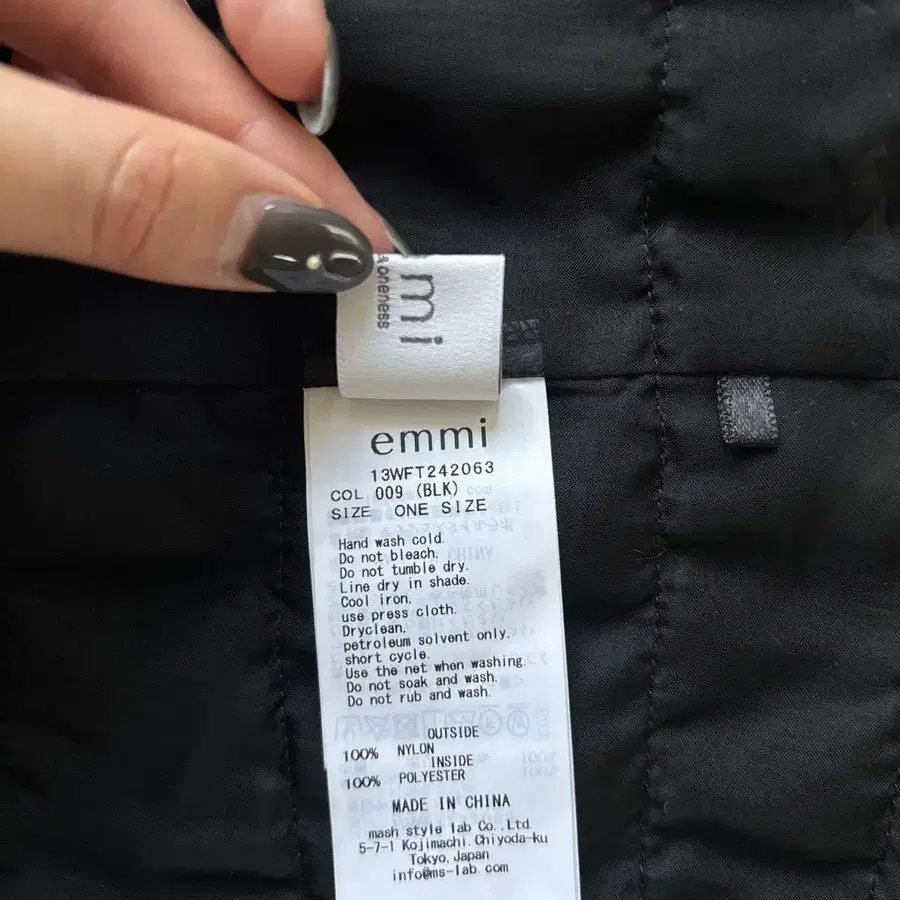 mi
oneness
emmi
13WFT242063
COL 009 (BLK)
SIZE ONE SIZE
Hand wash cold.
Do not bleach.
Do not tumble dry.
Line dry in shade.
Cool iron,
use press cloth.
Dryclean,
petroleum solvent only.
short cycle.
Use the net when washing.
Do not soak and wash.
Do not rub and wash.
OUTSIDE
100% NYLON
INSIDE
100% POLYESTER
MADE IN CHINA
mash style lab Co.,Ltd.
5-7-1 Kojimachi.Chiyoda-ku
Tokyo,Japan
info@ms-lab.com